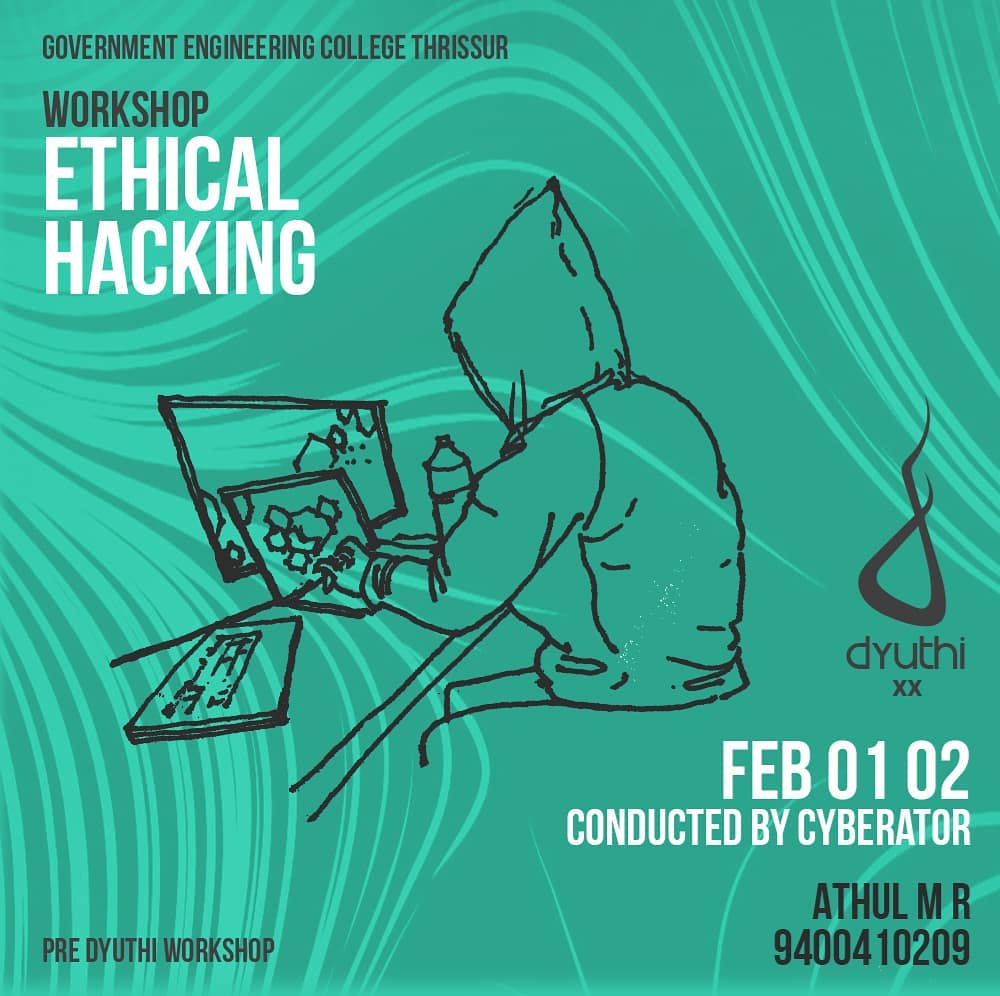 GOVERNMENT ENGINEERING COLLEGE THRISSUR
WORKSHOP
ETHICAL
HACKING
dyuthi
xx
FEB 01 02
CONDUCTED BY CYBERATOR
ATHUL M R
9400410209
PRE DYUTHI WORKSHOP